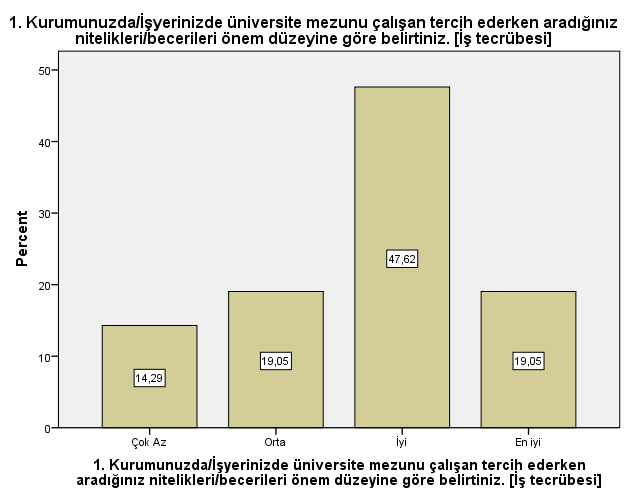 1. Kurumunuzda/İşyerinizde üniversite mezunu çalışan tercih ederken aradığınız
nitelikleri/becerileri önem düzeyine göre belirtiniz. [İş tecrübesi]
50
40
30
20
10
0
Percent
14,29
19,05
47,62
19,05
Çok Az
Orta
İyi
En iyi
1. Kurumunuzda/İşyerinizde üniversite mezunu çalışan tercih ederken
aradığınız nitelikleri/becerileri önem düzeyine göre belirtiniz. [İş tecrübesi]